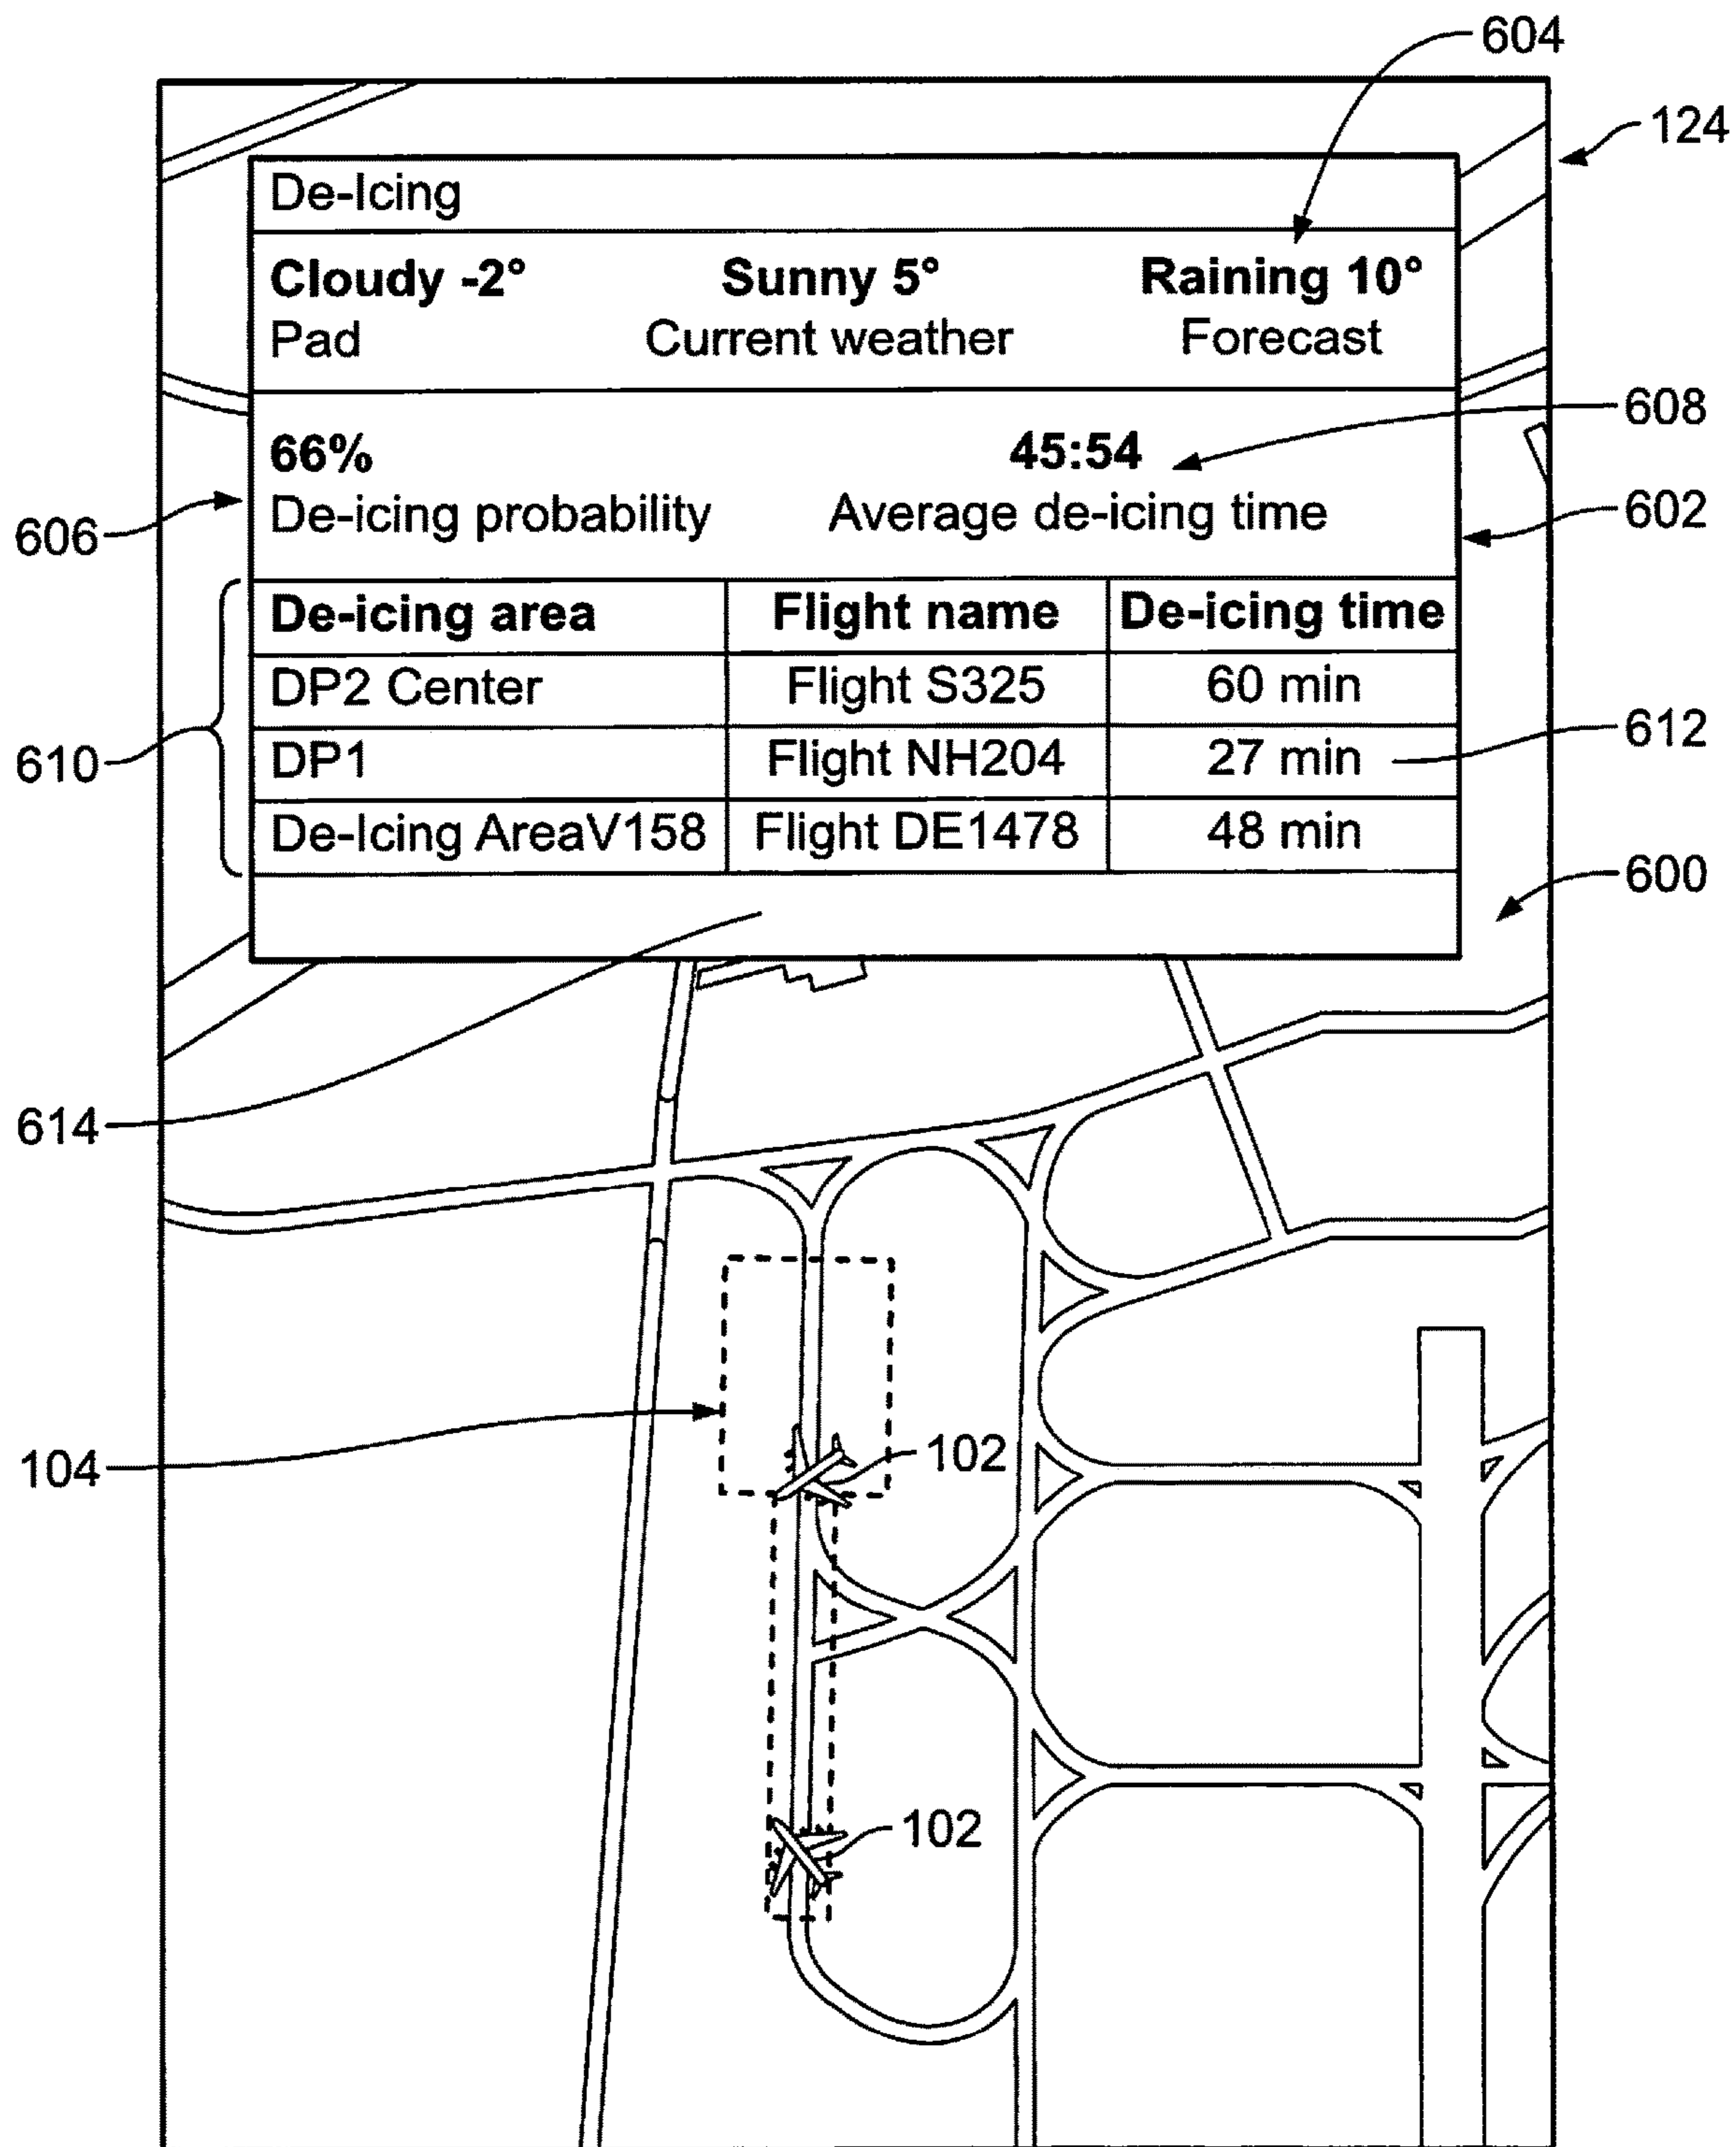 604
124
De-Icing
Cloudy -2° Sunny 5° Raining 10°
Pad Current weather Forecast
608
66% 45:54
602
606
De-icing probability Average de-icing time
De-icing area Flight name De-icing time
DP2 Center Flight S325 60 min
612
610
DP1 Flight NH204 27 min
De-Icing AreaV158 Flight DE1478 48 min
600
614
104
102
102